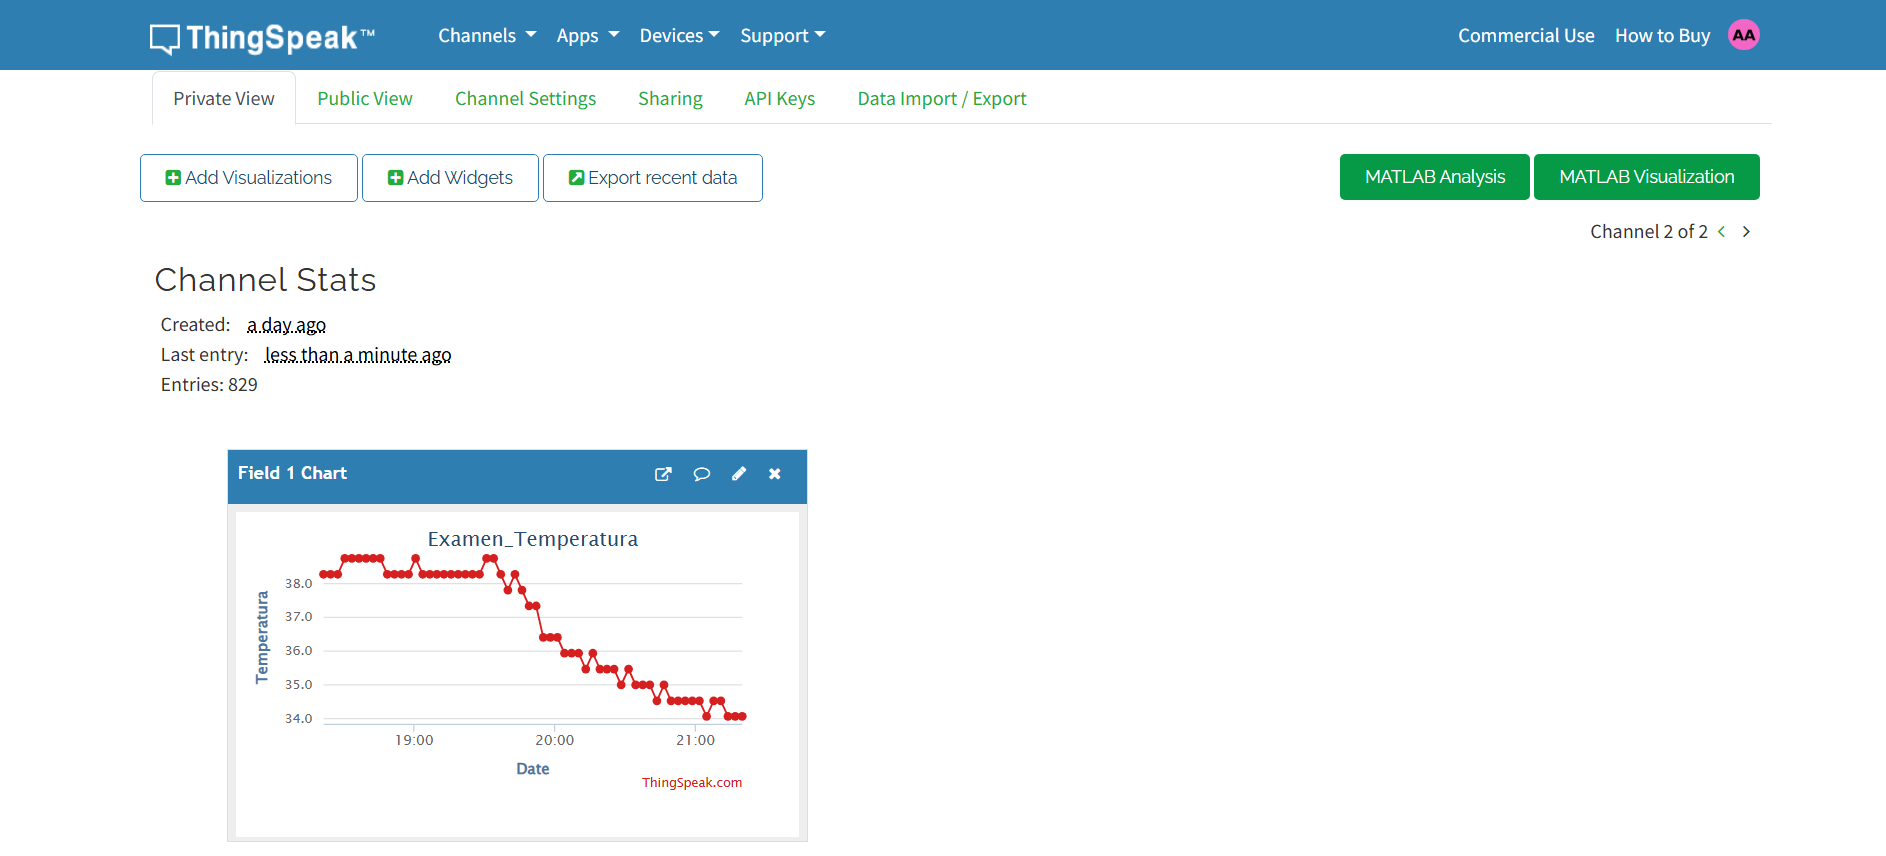 ThingSpeak™ Channels Apps Devices Support Commercial Use How to Buy AA
Private View Public View Channel Settings Sharing API Keys Data Import / Export
Add Visualizations Add Widgets Export recent data MATLAB Analysis MATLAB Visualization
Channel 2 of 2
Channel Stats
Created: a day ago
Last entry: less than a minute ago
Entries: 829
Field 1 Chart
Examen_Temperatura
Temperatura
38.0
37.0
36.0
35.0
34.0
19:00 20:00 21:00
Date
ThingSpeak.com